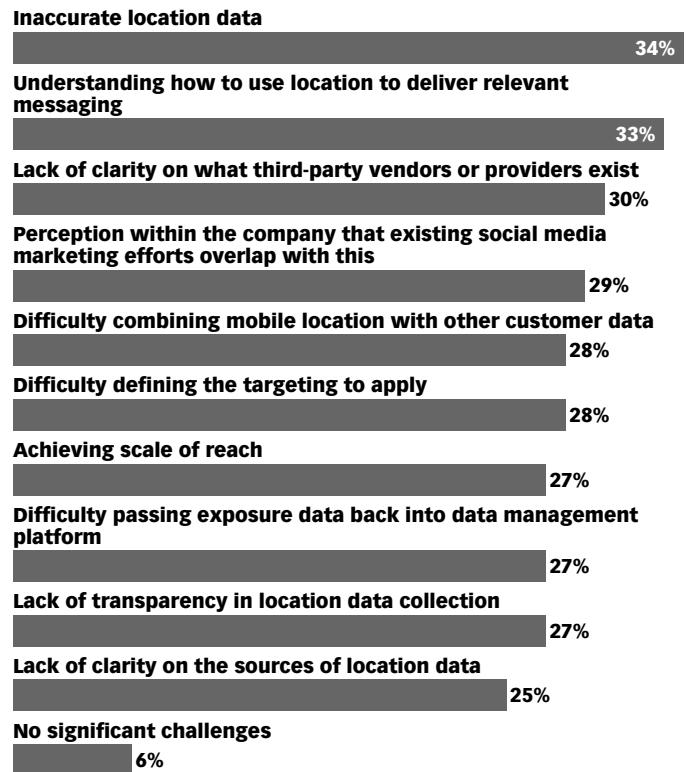 Inaccurate location data
34%
Understanding how to use location to deliver relevant
messaging
33%
Lack of clarity on what third-party vendors or providers exist
30%
Perception within the company that existing social media
marketing efforts overlap with this
29%
Difficulty combining mobile location with other customer data
28%
Difficulty defining the targeting to apply
28%
Achieving scale of reach
27%
Difficulty passing exposure data back into data management
platform
27%
Lack of transparency in location data collection
27%
Lack of clarity on the sources of location data
25%
No significant challenges
6%